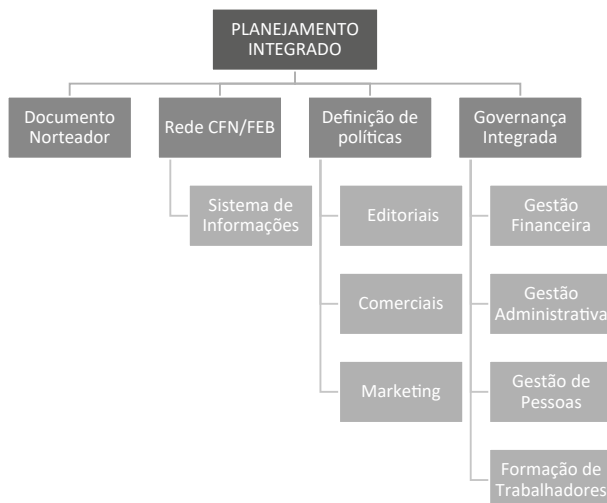 PLANEJAMENTO
INTEGRADO
Documento
Norteador
Rede CFN/FEB
Definição de
políticas
Governança
Integrada
Sistema de
Informações
Editoriais
Comerciais
Marketing
Gestão
Financeira
Gestão
Administrativa
Gestão de
Pessoas
Formação de
Trabalhadores